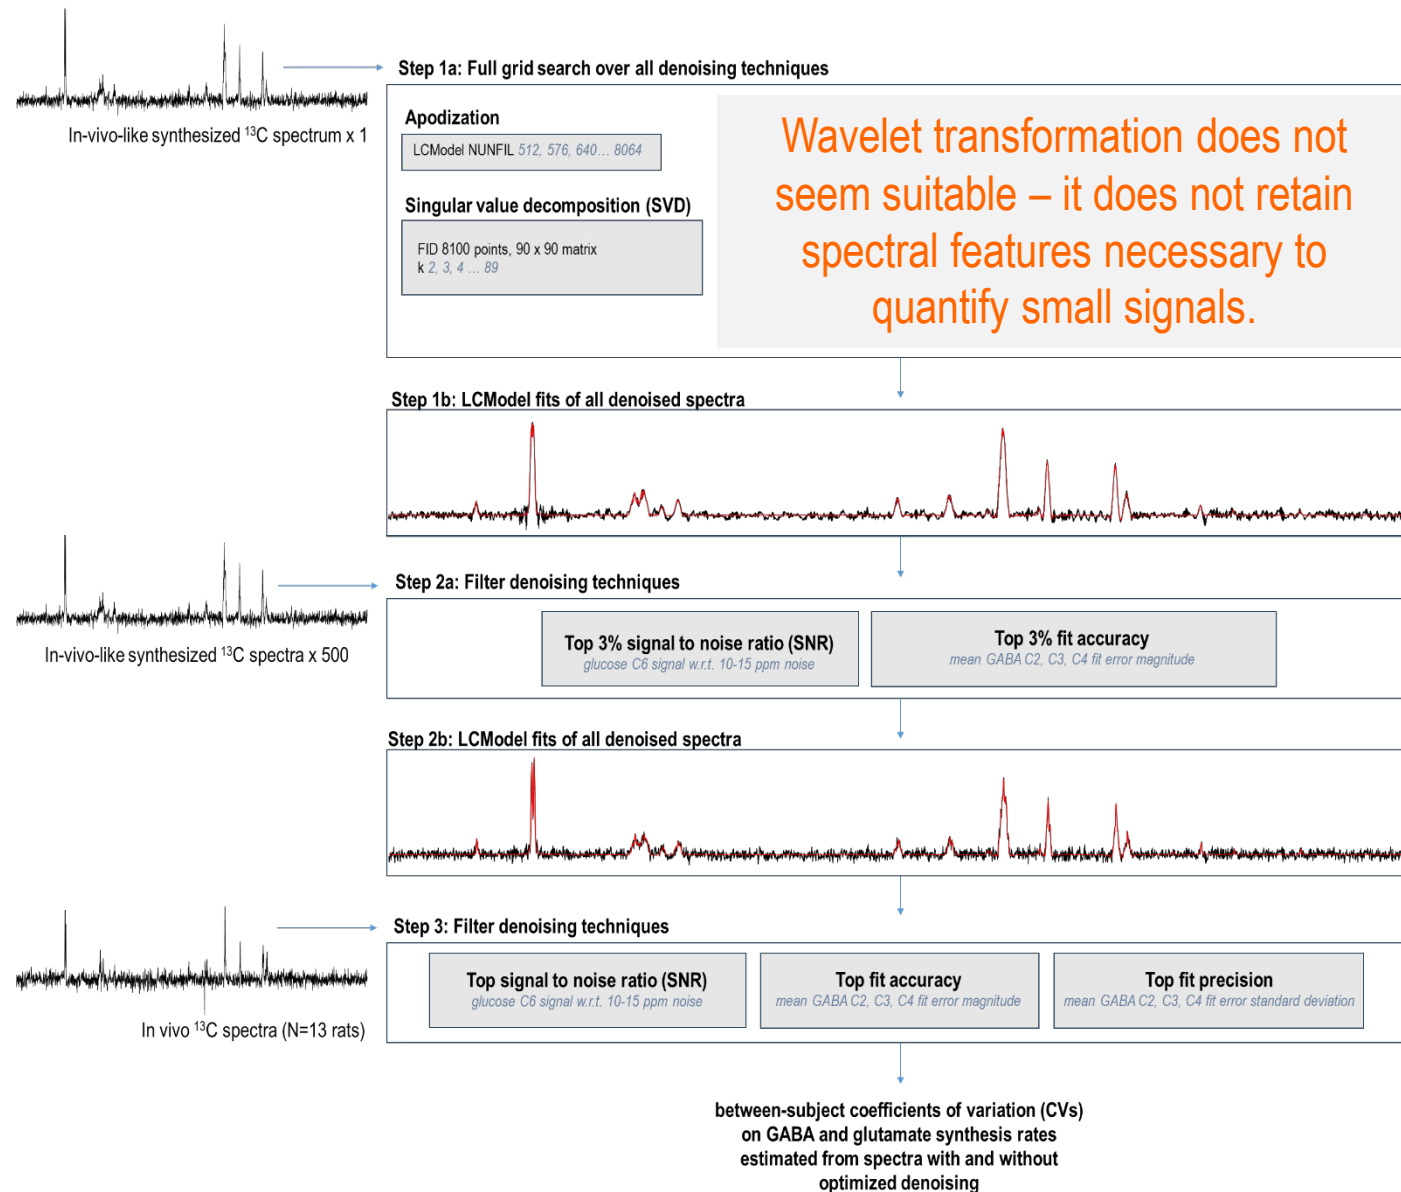 Step 1a: Full grid search over all denoising techniques
In-vivo-like synthesized ¹³C spectrum x 1
Apodization
LCModel NUNFIL 512, 576, 640… 8064
Singular value decomposition (SVD)
FID 8100 points, 90 x 90 matrix
k 2, 3, 4 … 89
Wavelet transformation does not
seem suitable – it does not retain
spectral features necessary to
quantify small signals.
Step 1b: LCModel fits of all denoised spectra
Step 2a: Filter denoising techniques
In-vivo-like synthesized ¹³C spectra x 500
Top 3% signal to noise ratio (SNR)
glucose C6 signal w.r.t. 10-15 ppm noise
Top 3% fit accuracy
mean GABA C2, C3, C4 fit error magnitude
Step 2b: LCModel fits of all denoised spectra
Step 3: Filter denoising techniques
In vivo ¹³C spectra (N=13 rats)
Top signal to noise ratio (SNR)
glucose C6 signal w.r.t. 10-15 ppm noise
Top fit accuracy
mean GABA C2, C3, C4 fit error magnitude
Top fit precision
mean GABA C2, C3, C4 fit error standard deviation
between-subject coefficients of variation (CVs)
on GABA and glutamate synthesis rates
estimated from spectra with and without
optimized denoising